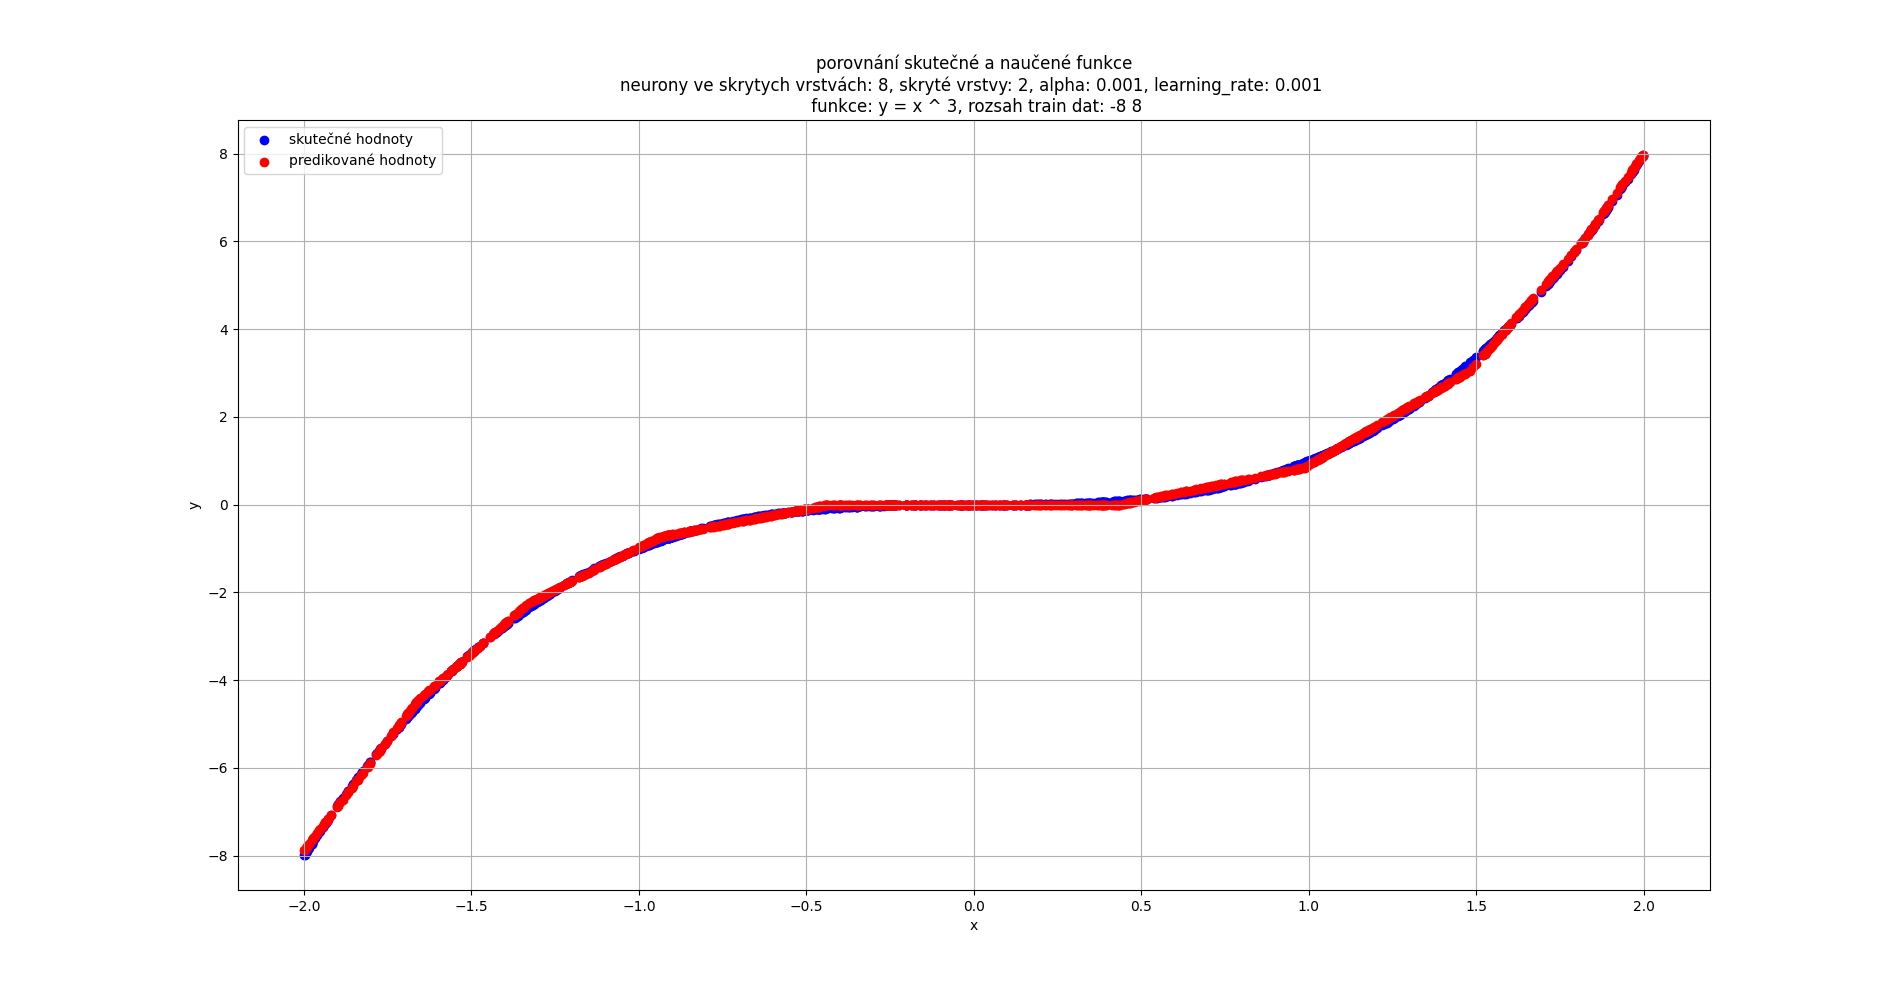 porovnání skutečné a naučené funkce
neurony ve skrytych vrstvách: 8, skryté vrstvy: 2, alpha: 0.001, learning_rate: 0.001
funkce: y = x ^ 3, rozsah train dat: -8 8
skutečné hodnoty
predikované hodnoty
8
6
4
2
0
−2
−4
−6
−8
y
−2.0 −1.5 −1.0 −0.5 0.0 0.5 1.0 1.5 2.0
x